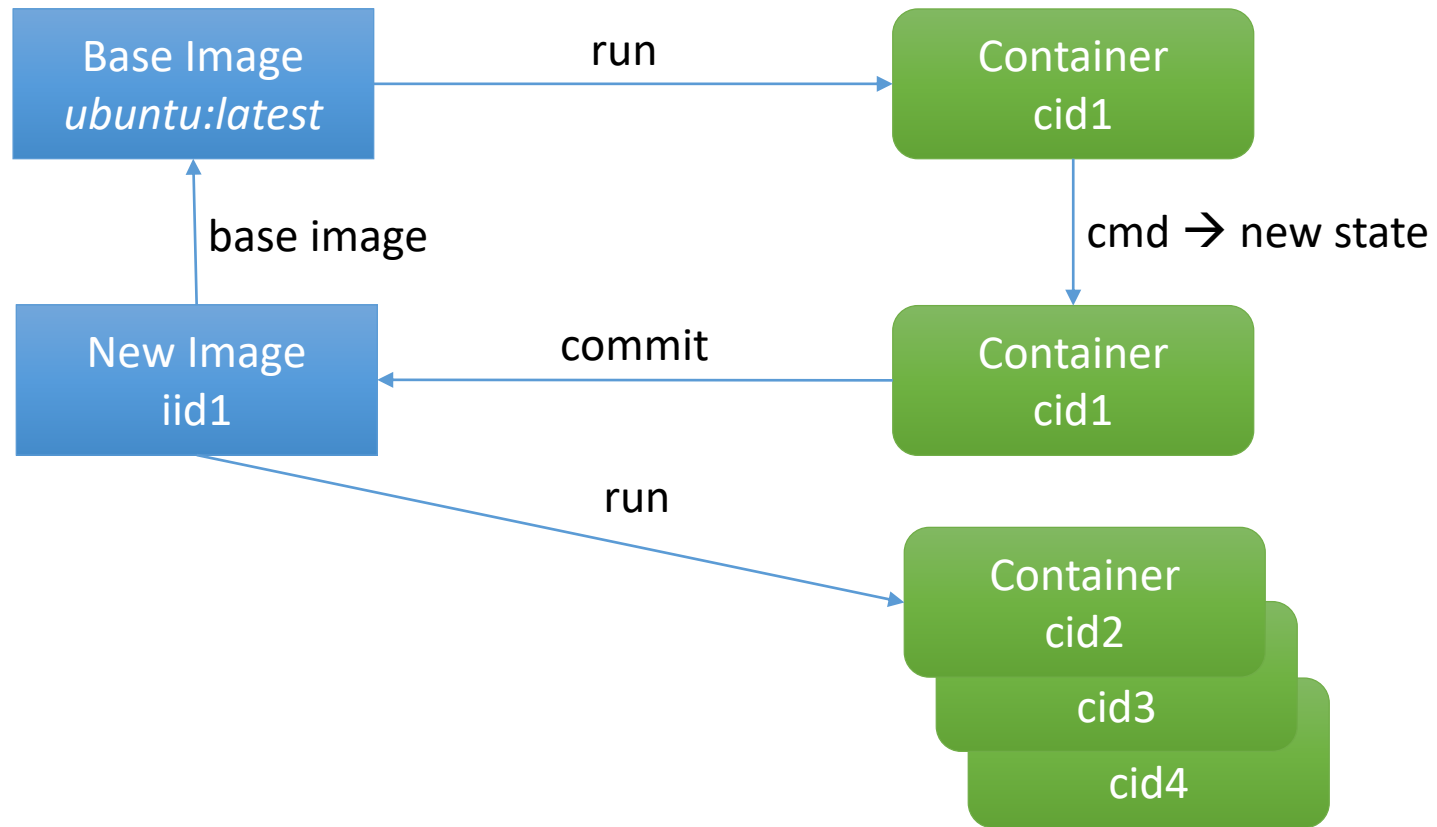 Base Image
ubuntu:latest
run
Container
cid1
base image
cmd → new state
New Image
iid1
commit
Container
cid1
run
Container
cid2
cid3
cid4